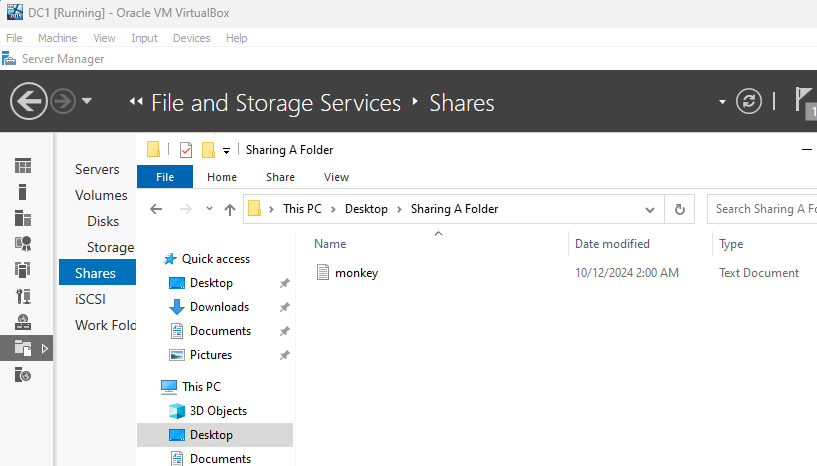 DC1 [Running] - Oracle VM VirtualBox
File Machine View Input Devices Help
Server Manager
File and Storage Services Shares
1
Sharing A Folder
File Home Share View
This PC Desktop Sharing A Folder
Search Sharing A Fo
Servers
Volumes
Disks
Storage
Shares
iSCSI
Work Fold
Quick access
Desktop
Downloads
Documents
Pictures
This PC
3D Objects
Desktop
Documents
Name Date modified Type
monkey 10/12/2024 2:00 AM Text Document